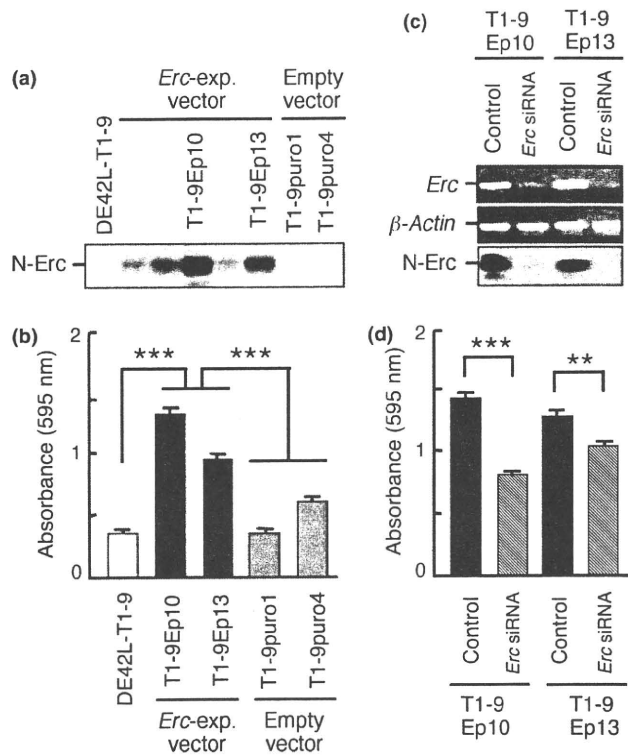 (a)
Erc-exp.
vector
Empty
vector
DE42L-T1-9
T1-9Ep10
T1-9Ep13
T1-9puro1
T1-9puro4
N-Erc
(b)
***
***
Absorbance (595 nm)
2
1
0
DE42L-T1-9
T1-9Ep10
T1-9Ep13
T1-9puro1
T1-9puro4
Erc-exp.
vector
Empty
vector
(c)
T1-9
Ep10
T1-9
Ep13
Control
Erc siRNA
Control
Erc siRNA
Erc
β-Actin
N-Erc
(d)
***
**
Absorbance (595 nm)
2
1
0
Control
Erc siRNA
Control
Erc siRNA
T1-9
Ep10
T1-9
Ep13